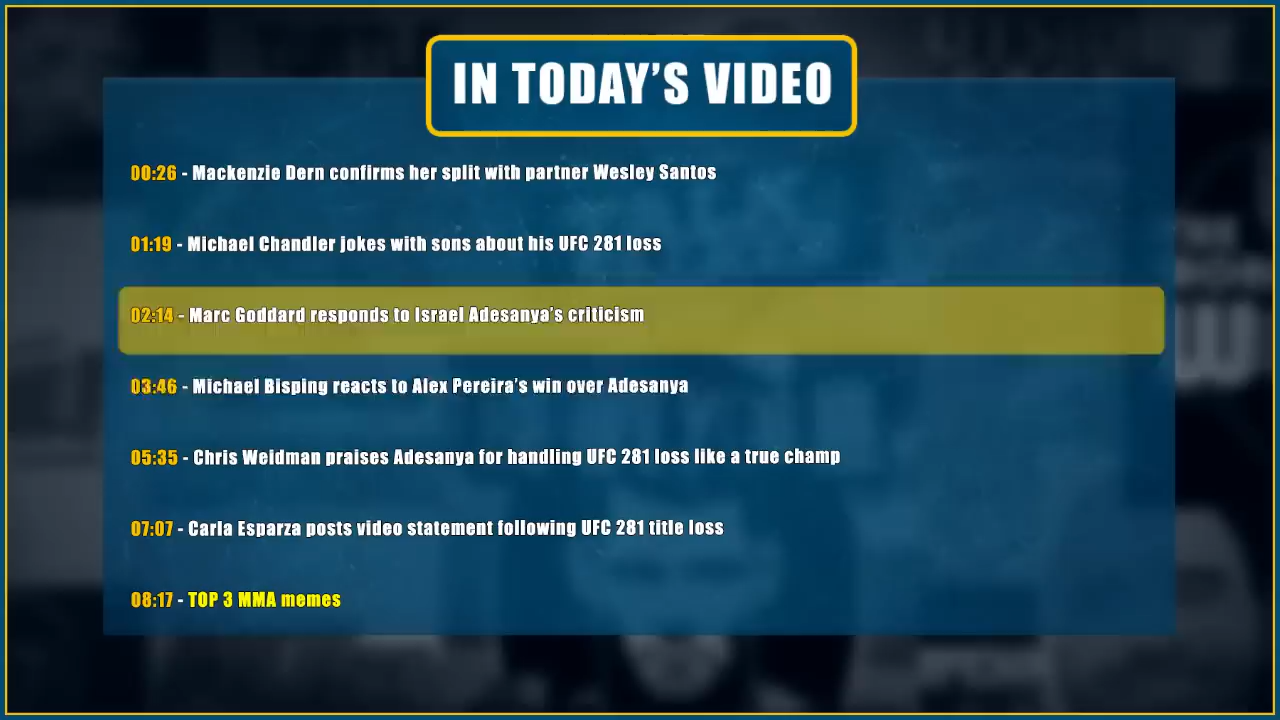 IN TODAY'S VIDEO
00:26 - Mackenzie Dern confirms her split with partner Wesley Santos
01:19 - Michael Chandler jokes with sons about his UFC 281 loss
02:14 - Marc Goddard responds to Israel Adesanya's criticism
03:46 - Michael Bisping reacts to Alex Pereira's win over Adesanya
05:35 - Chris Weidman praises Adesanya for handling UFC 281 loss like a true champ
07:07 - Carla Esparza posts video statement following UFC 281 title loss
08:17 - TOP 3 MMA memes